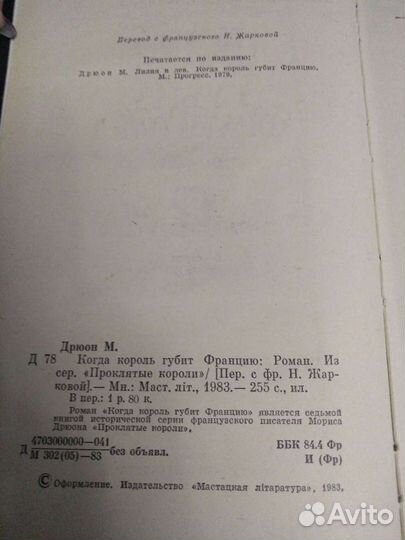 Перевод с французского Н. Жарковой
Печатается по изданию:
Дрюон М. Лилия и лев. Когда король губит Францию.
М.: Прогресс. 1979.
Дрюон М.
Д 78 Когда король губит Францию: Роман. Из
сер. «Проклятые короли»/ [Пер. с фр. Н. Жар-
ковой].— Мн.: Маст. літ., 1983.— 255 с., ил.
В пер.: 1 р. 80 к.
Роман «Когда король губит Францию» является седьмой
книгой исторической серии французского писателя Мориса
Дрюона «Проклятые короли».
Д 4703000000—041
М 302(05)—83 без объявл.
ББК 84.4 Фр
И (Фр)
© Оформление. Издательство «Мастацкая літаратура», 1983.
Avito